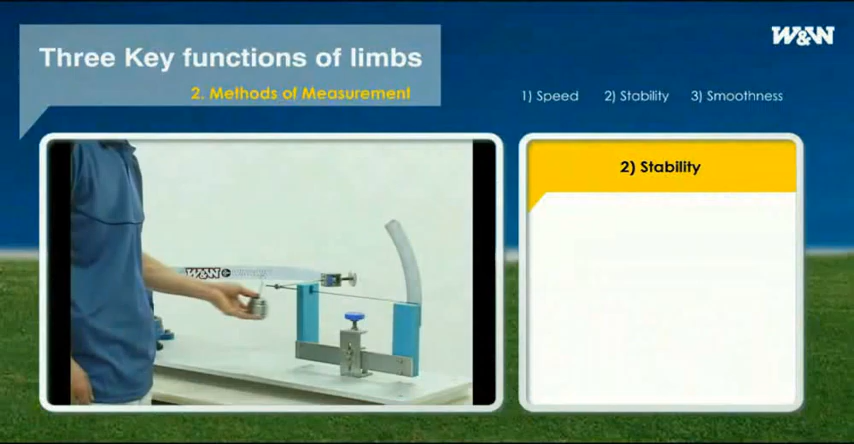 W&W
Three Key functions of limbs
2. Methods of Measurement
1) Speed 2) Stability 3) Smoothness
2) Stability
W&W